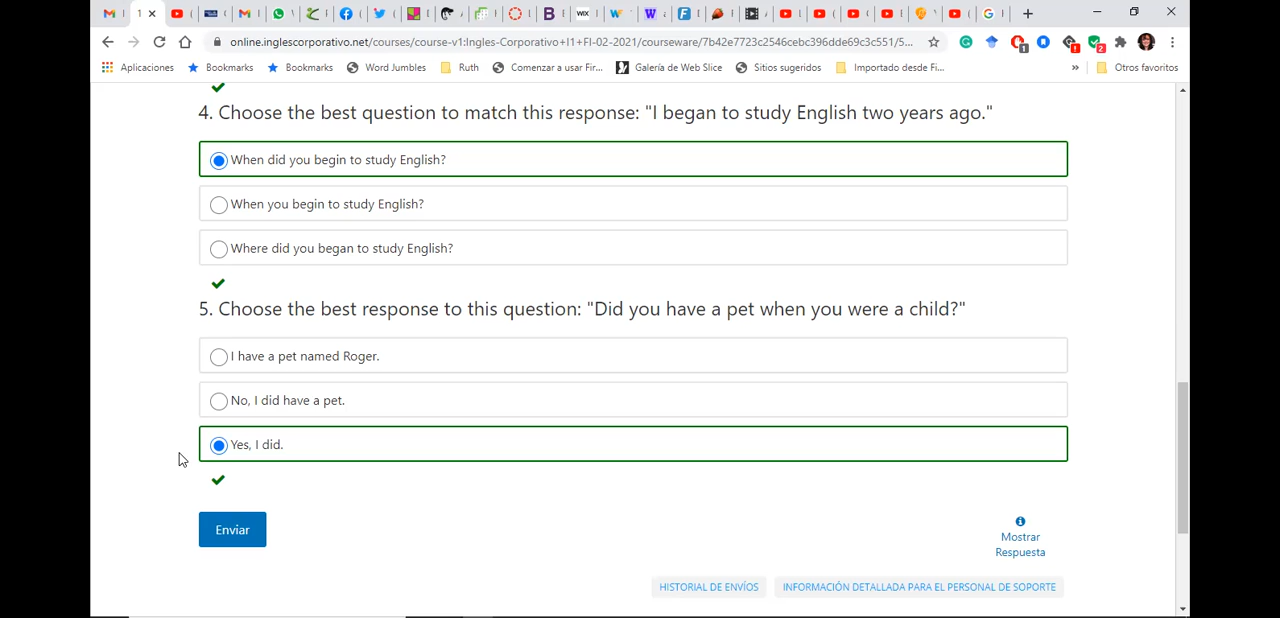 online.inglescorporativo.net/courses/course-v1:Ingles-Corporativo+I1+FI-02-2021/courseware/7b42e7723c2546cebc396dde69c3c551/5...
Aplicaciones Bookmarks Bookmarks Word Jumbles Ruth Comenzar a usar Fir... Galería de Web Slice Sitios sugeridos Importado desde Fi... » Otros favoritos
4. Choose the best question to match this response: "I began to study English two years ago."
When did you begin to study English?
When you begin to study English?
Where did you began to study English?
5. Choose the best response to this question: "Did you have a pet when you were a child?"
I have a pet named Roger.
No, I did have a pet.
Yes, I did.
Enviar
Mostrar
Respuesta
HISTORIAL DE ENVÍOS INFORMACIÓN DETALLADA PARA EL PERSONAL DE SOPORTE